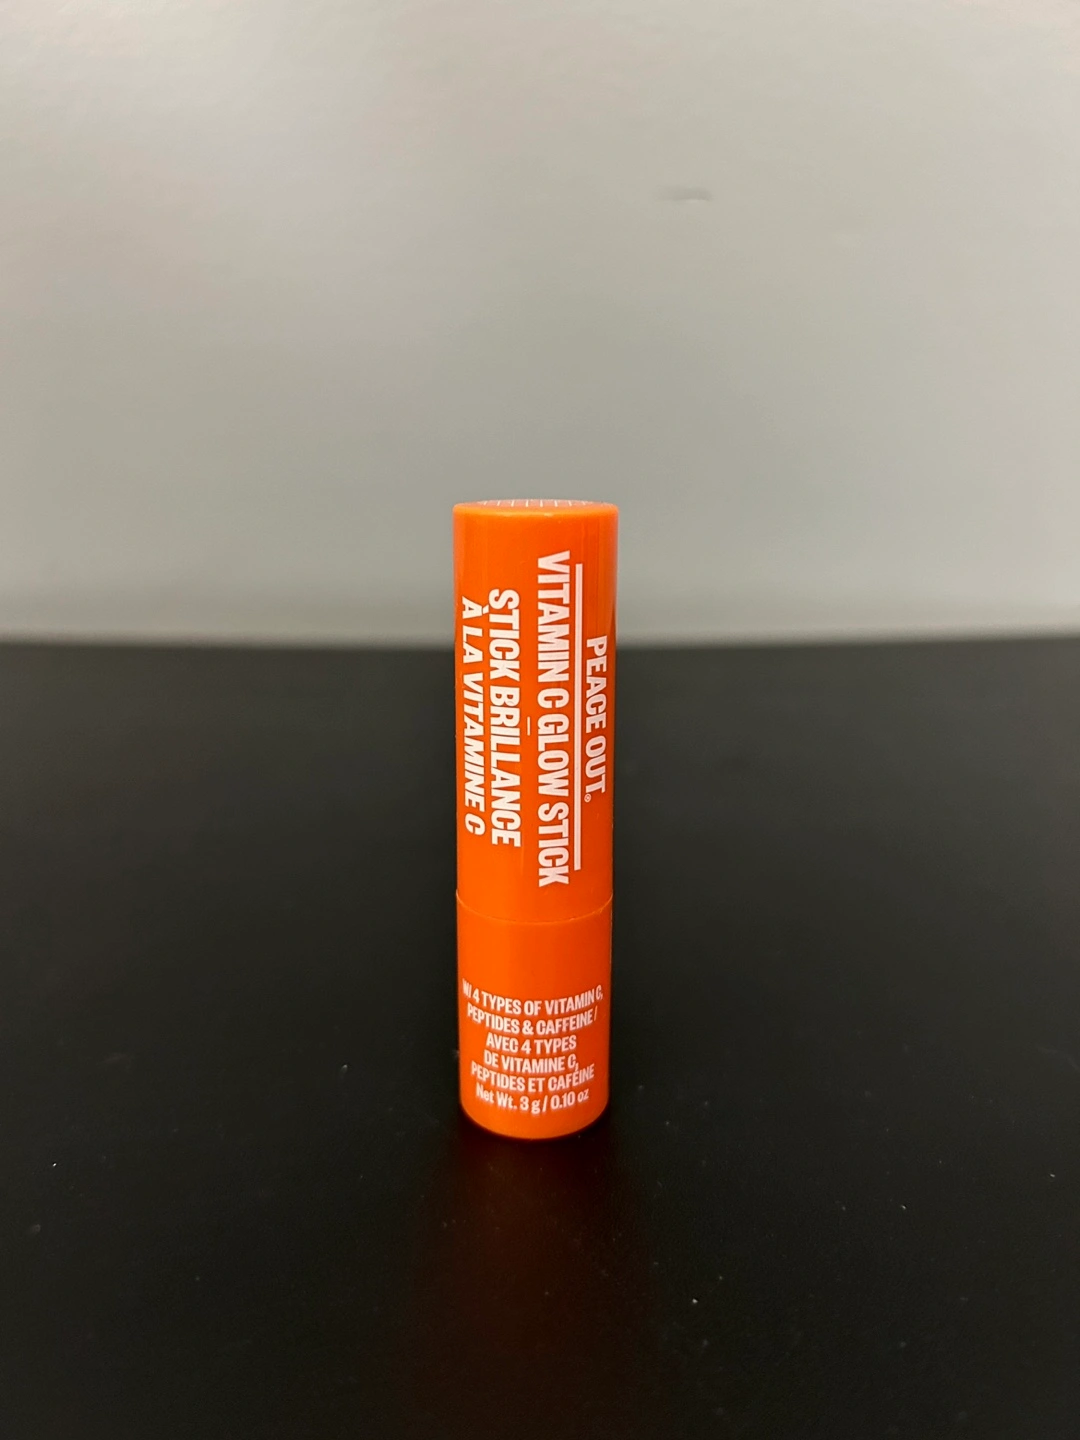 PEACE OUT®
VITAMIN C GLOW STICK
STICK BRILLANCE
À LA VITAMINE C
W/ 4 TYPES OF VITAMIN C,
PEPTIDES & CAFFEINE /
AVEC 4 TYPES
DE VITAMINE C,
PEPTIDES ET CAFÉINE
Net Wt. 3 g / 0.10 oz